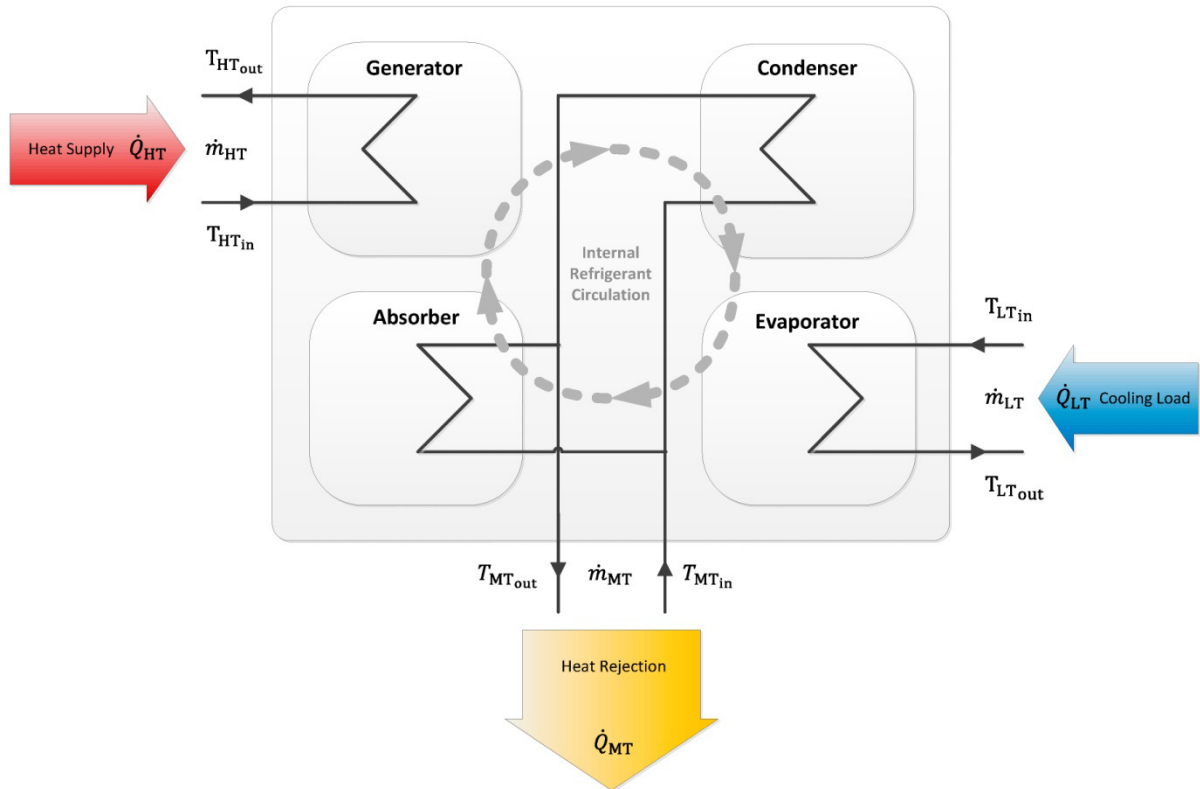 Generator
Condenser
T_HT_out
Heat Supply Q̇_HT
ṁ_HT
T_HT_in
Internal
Refrigerant
Circulation
Absorber
Evaporator
T_LT_in
ṁ_LT
Q̇_LT Cooling Load
T_LT_out
T_MT_out
ṁ_MT
T_MT_in
Heat Rejection
Q̇_MT